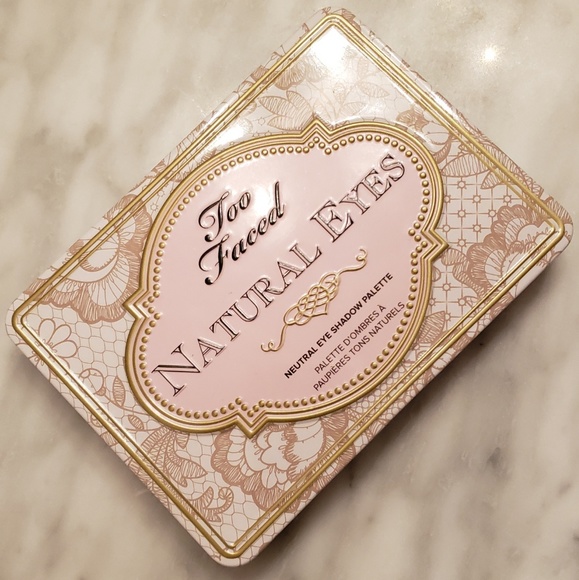 Too
Faced
NATURAL EYES
NEUTRAL EYE SHADOW PALETTE
PALETTE D'OMBRES À
PAUPIÈRES TONS NATURELS